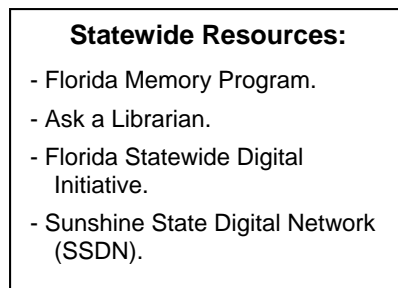 Statewide Resources:
- Florida Memory Program.
- Ask a Librarian.
- Florida Statewide Digital
Initiative.
- Sunshine State Digital Network
(SSDN).